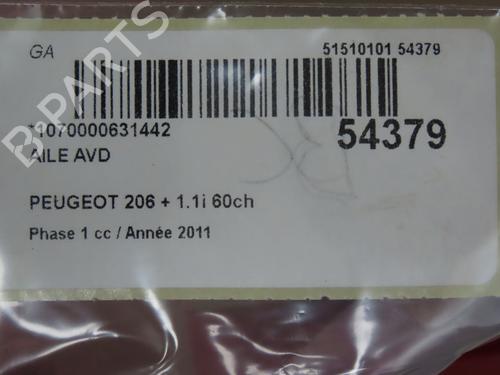 GA
51510101 54379
*1070000631442
54379
AILE AVD
PEUGEOT 206 + 1.1i 60ch
Phase 1 cc / Année 2011
B-PARTS